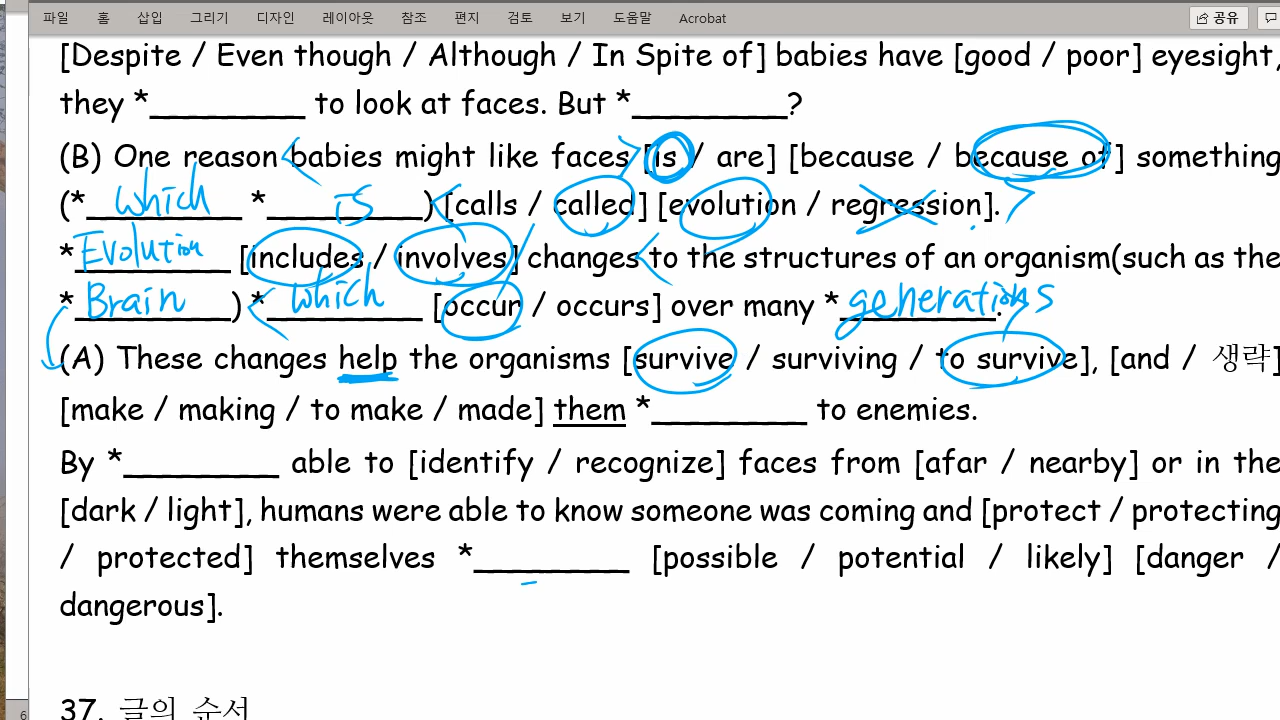 파일 홈 삽입 그리기 디자인 레이아웃 참조 편지 검토 보기 도움말 Acrobat 공유
[Despite / Even though / Although / In Spite of] babies have [good / poor] eyesight,
they *__________ to look at faces. But *__________?
(B) One reason babies might like faces [is / are] [because / because of] something
(*which *is) [calls / called] [evolution / regression].
*Evolution [includes / involves] changes to the structures of an organism(such as the
*Brain) *which [occur / occurs] over many *generations.
(A) These changes help the organisms [survive / surviving / to survive], [and / 생략]
[make / making / to make / made] them *__________ to enemies.
By *__________ able to [identify / recognize] faces from [afar / nearby] or in the
[dark / light], humans were able to know someone was coming and [protect / protecting
/ protected] themselves *__________ [possible / potential / likely] [danger /
dangerous].
37. 글의 순서
6